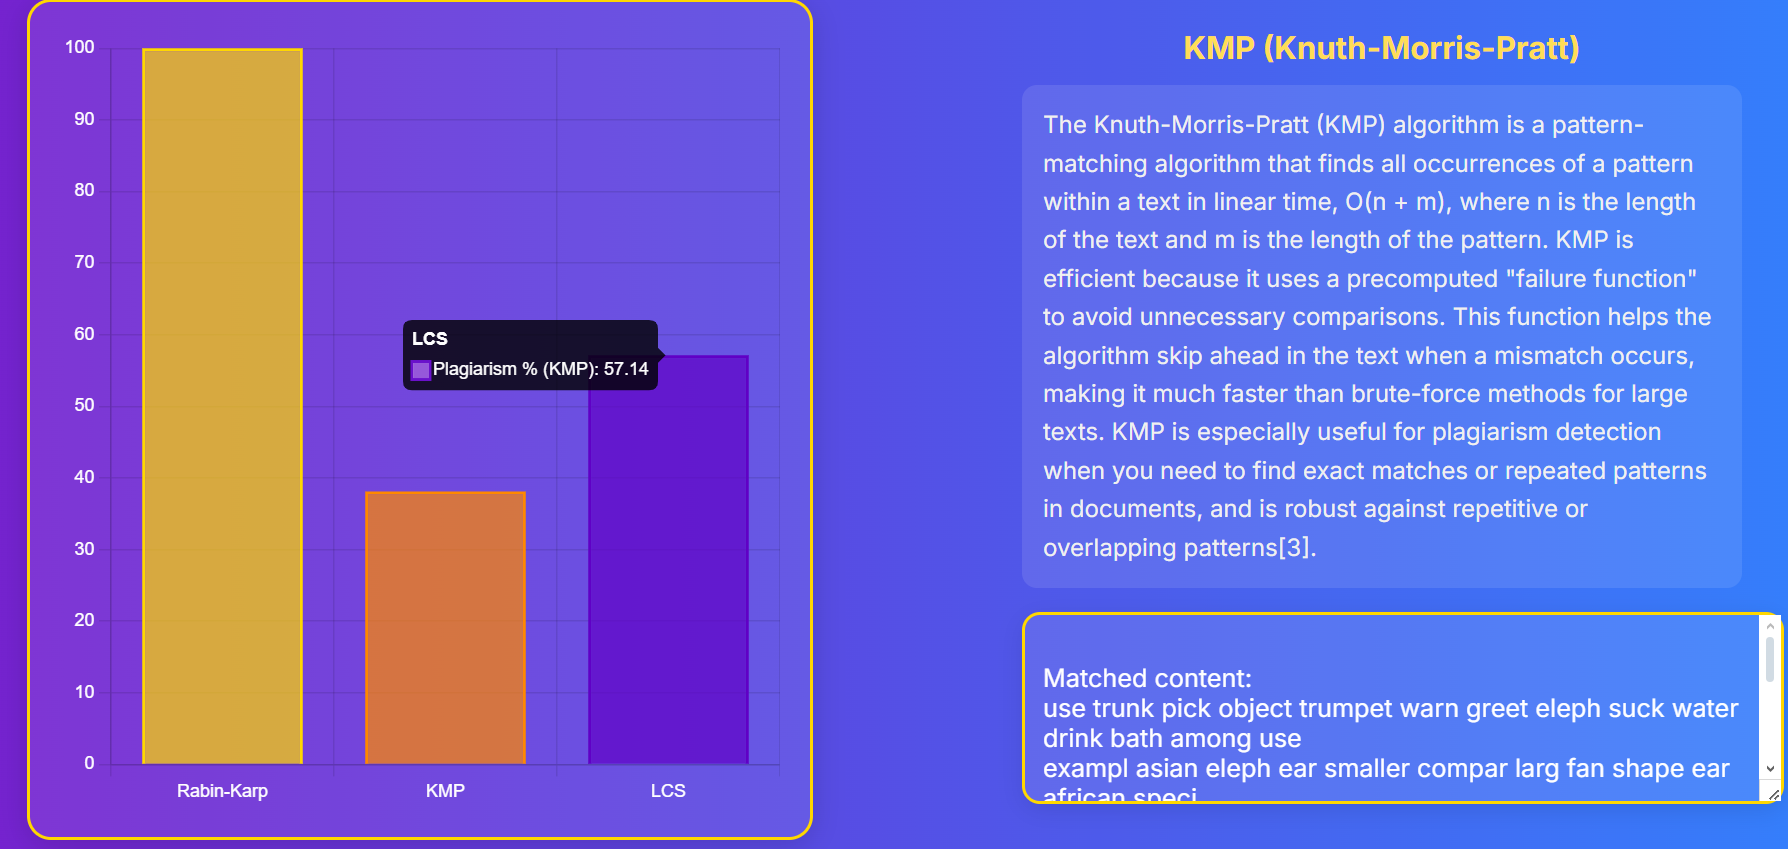 100
90
80
70
60
50
40
30
20
10
0
Rabin-Karp
KMP
LCS
LCS
Plagiarism % (KMP): 57.14
KMP (Knuth-Morris-Pratt)
The Knuth-Morris-Pratt (KMP) algorithm is a pattern-
matching algorithm that finds all occurrences of a pattern
within a text in linear time, O(n + m), where n is the length
of the text and m is the length of the pattern. KMP is
efficient because it uses a precomputed "failure function"
to avoid unnecessary comparisons. This function helps the
algorithm skip ahead in the text when a mismatch occurs,
making it much faster than brute-force methods for large
texts. KMP is especially useful for plagiarism detection
when you need to find exact matches or repeated patterns
in documents, and is robust against repetitive or
overlapping patterns[3].
Matched content:
use trunk pick object trumpet warn greet eleph suck water
drink bath among use
exampl asian eleph ear smaller compar larg fan shape ear
african speci